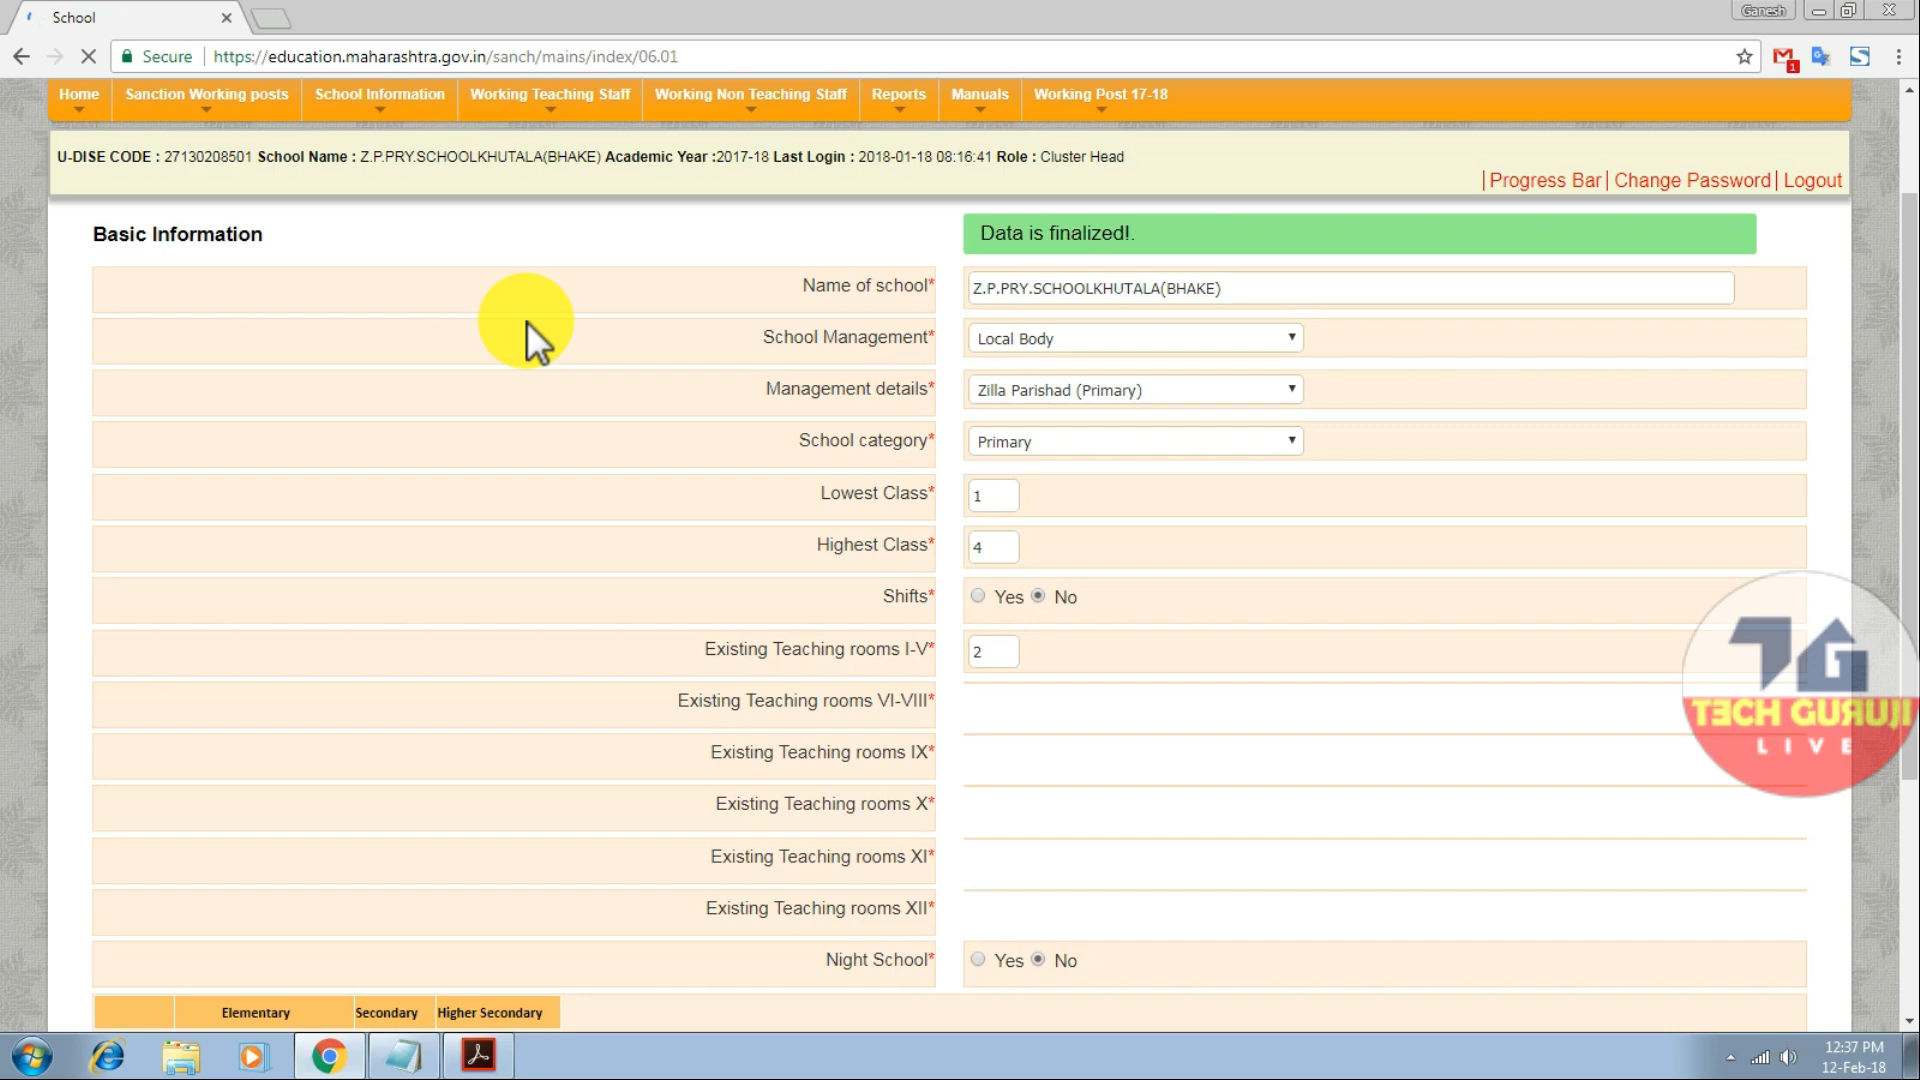 School
Ganesh
Secure https://education.maharashtra.gov.in/sanch/mains/index/06.01
1
Home Sanction Working posts School Information Working Teaching Staff Working Non Teaching Staff Reports Manuals Working Post 17-18
U-DISE CODE : 27130208501 School Name : Z.P.PRY.SCHOOLKHUTALA(BHAKE) Academic Year :2017-18 Last Login : 2018-01-18 08:16:41 Role : Cluster Head
|Progress Bar| Change Password| Logout
Basic Information
Data is finalized!.
Name of school* Z.P.PRY.SCHOOLKHUTALA(BHAKE)
School Management* Local Body
Management details* Zilla Parishad (Primary)
School category* Primary
Lowest Class* 1
Highest Class* 4
Shifts* Yes No
Existing Teaching rooms I-V* 2
Existing Teaching rooms VI-VIII*
Existing Teaching rooms IX*
Existing Teaching rooms X*
Existing Teaching rooms XI*
Existing Teaching rooms XII*
Night School* Yes No
Elementary Secondary Higher Secondary
TG
TECH GURUJI
LIVE
12:37 PM
12-Feb-18